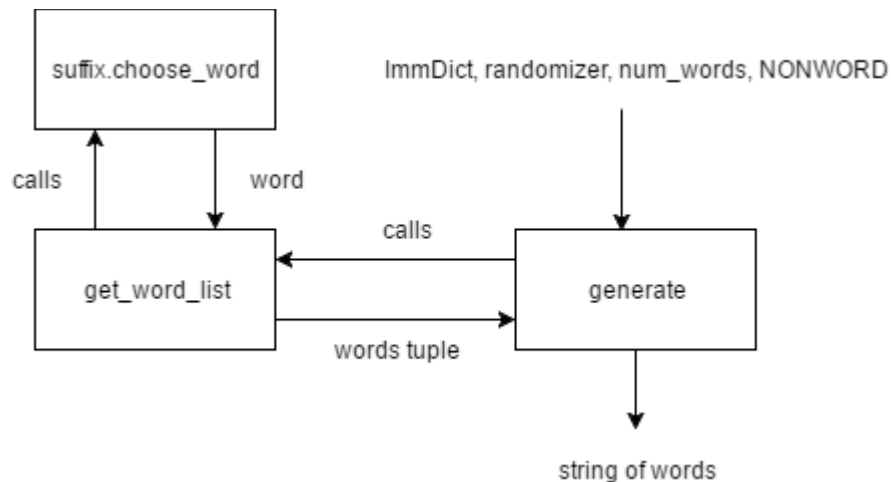 suffix.choose_word
ImmDict, randomizer, num_words, NONWORD
calls
word
calls
get_word_list
generate
words tuple
string of words